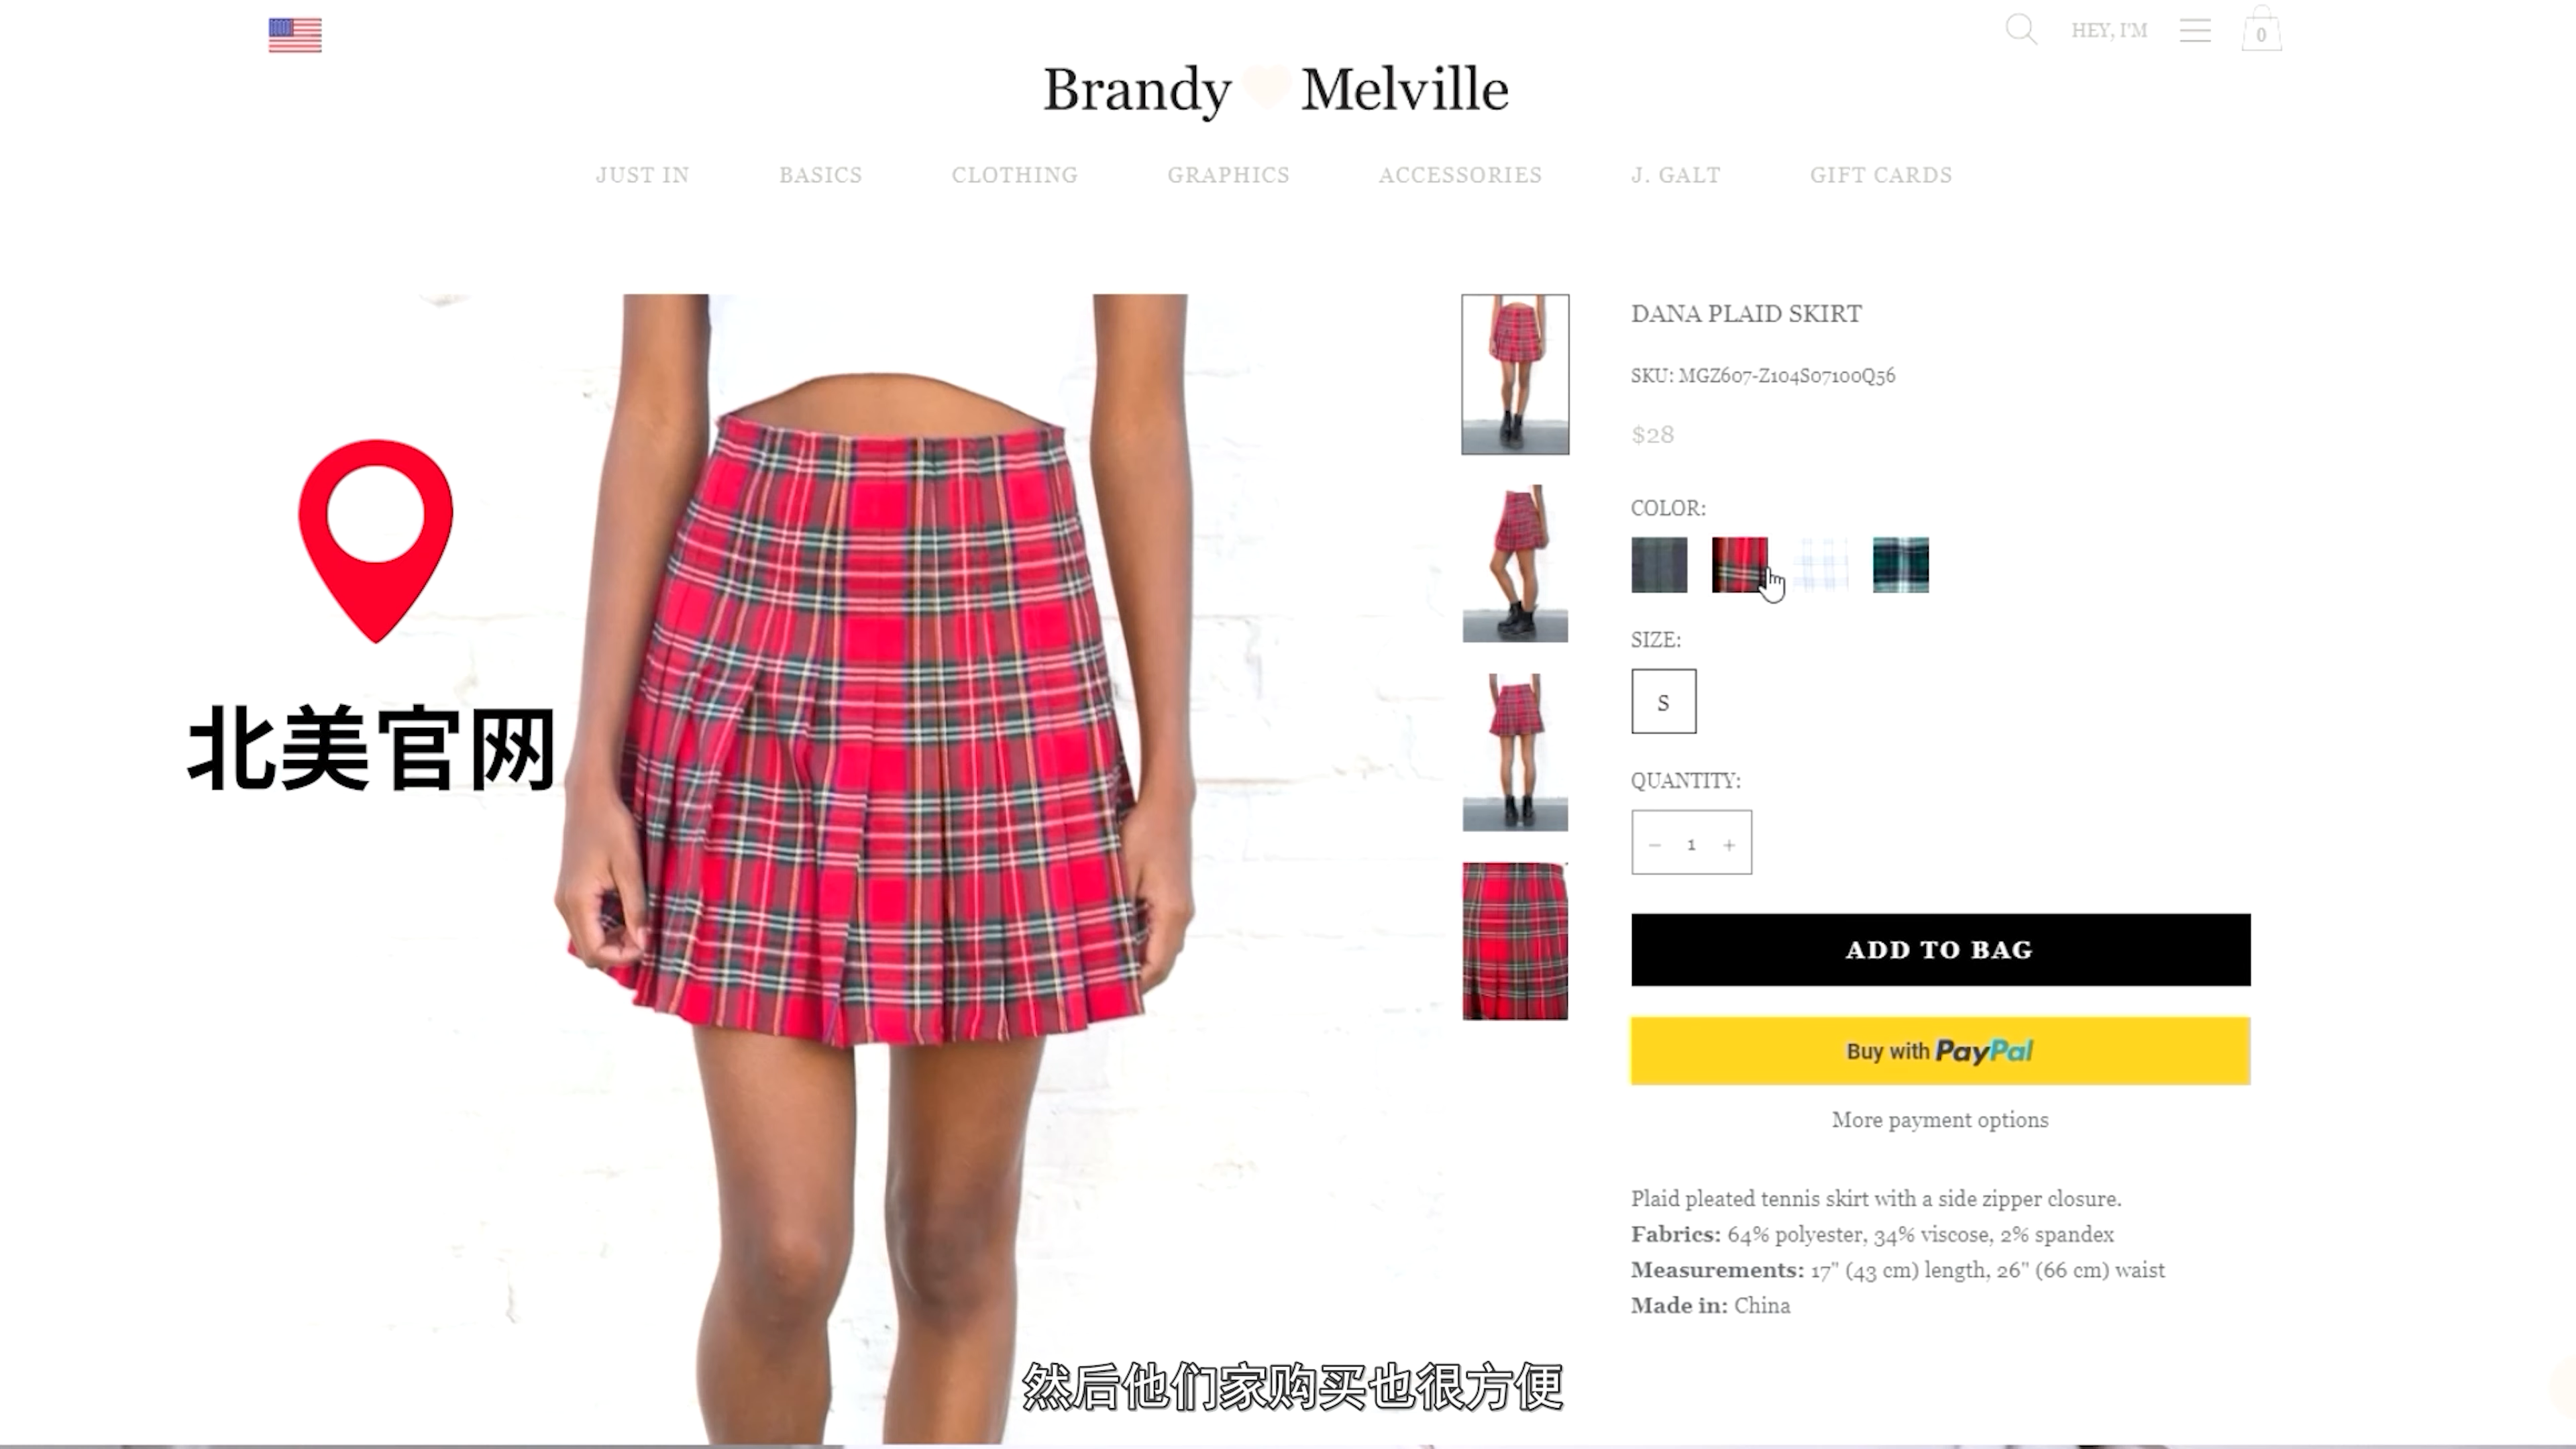 HEY, I'M
0
Brandy Melville
JUST IN BASICS CLOTHING GRAPHICS ACCESSORIES J. GALT GIFT CARDS
DANA PLAID SKIRT
SKU: MGZ607-Z104S07100Q56
$28
COLOR:
SIZE:
S
QUANTITY:
− 1 +
ADD TO BAG
Buy with PayPal
More payment options
Plaid pleated tennis skirt with a side zipper closure.
Fabrics: 64% polyester, 34% viscose, 2% spandex
Measurements: 17" (43 cm) length, 26" (66 cm) waist
Made in: China
北美官网
然后他们家购买也很方便